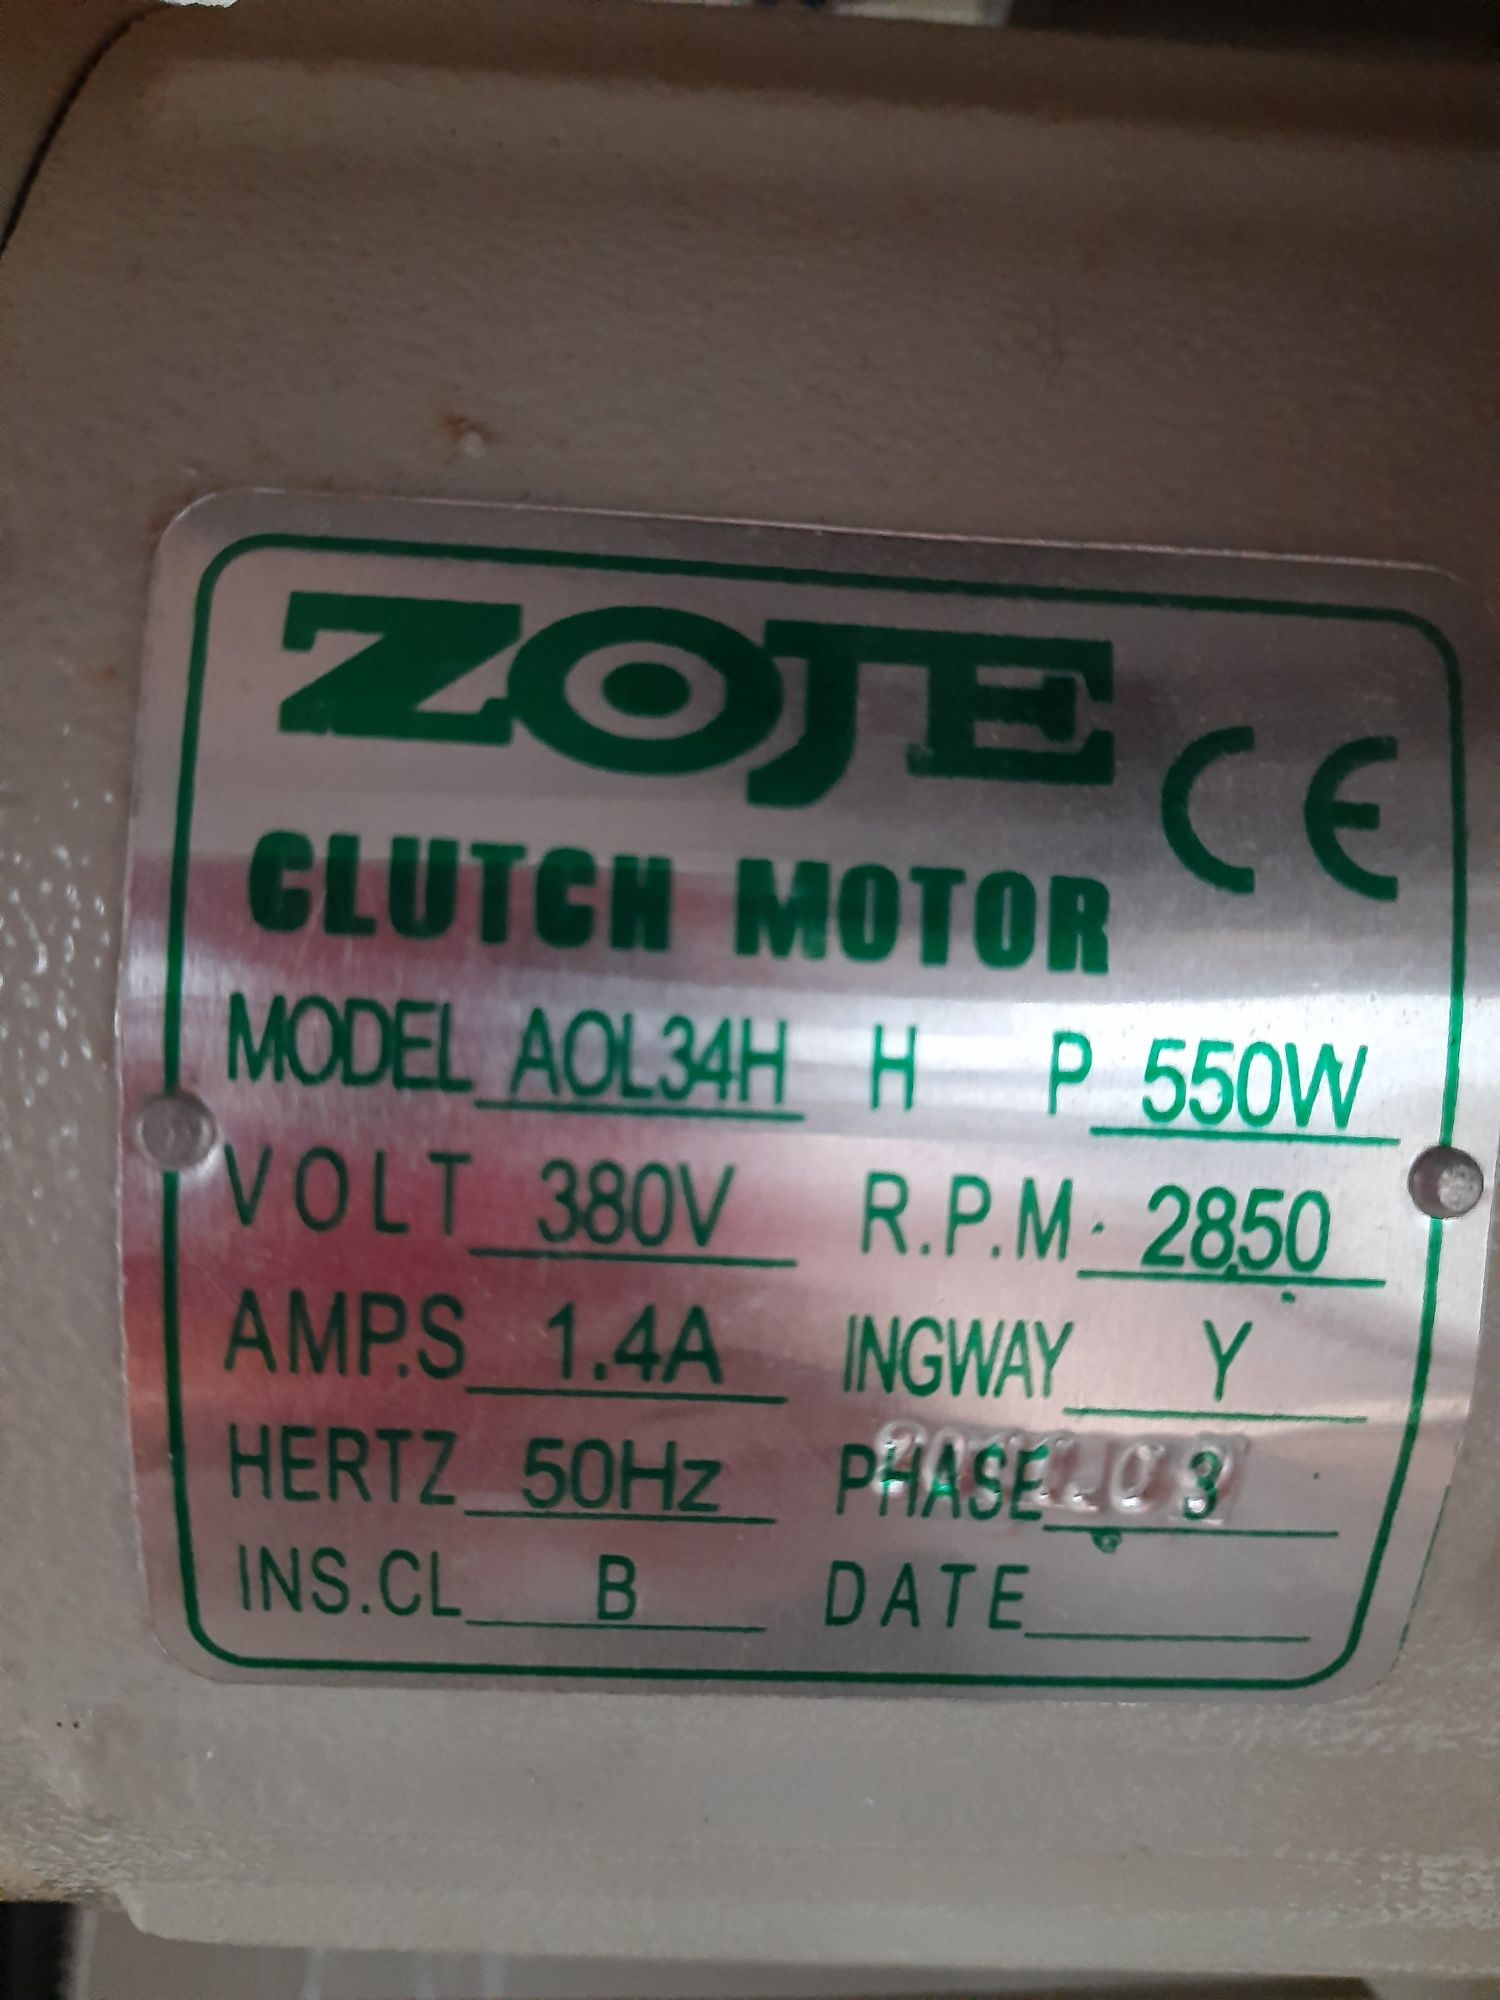 ZOJE
CE
CLUTCH MOTOR
MODEL AOL34H H P 550W
VOLT 380V R.P.M. 2850
AMP.S 1.4A INGWAY Y
HERTZ 50Hz PHASE 3
INS.CL B DATE